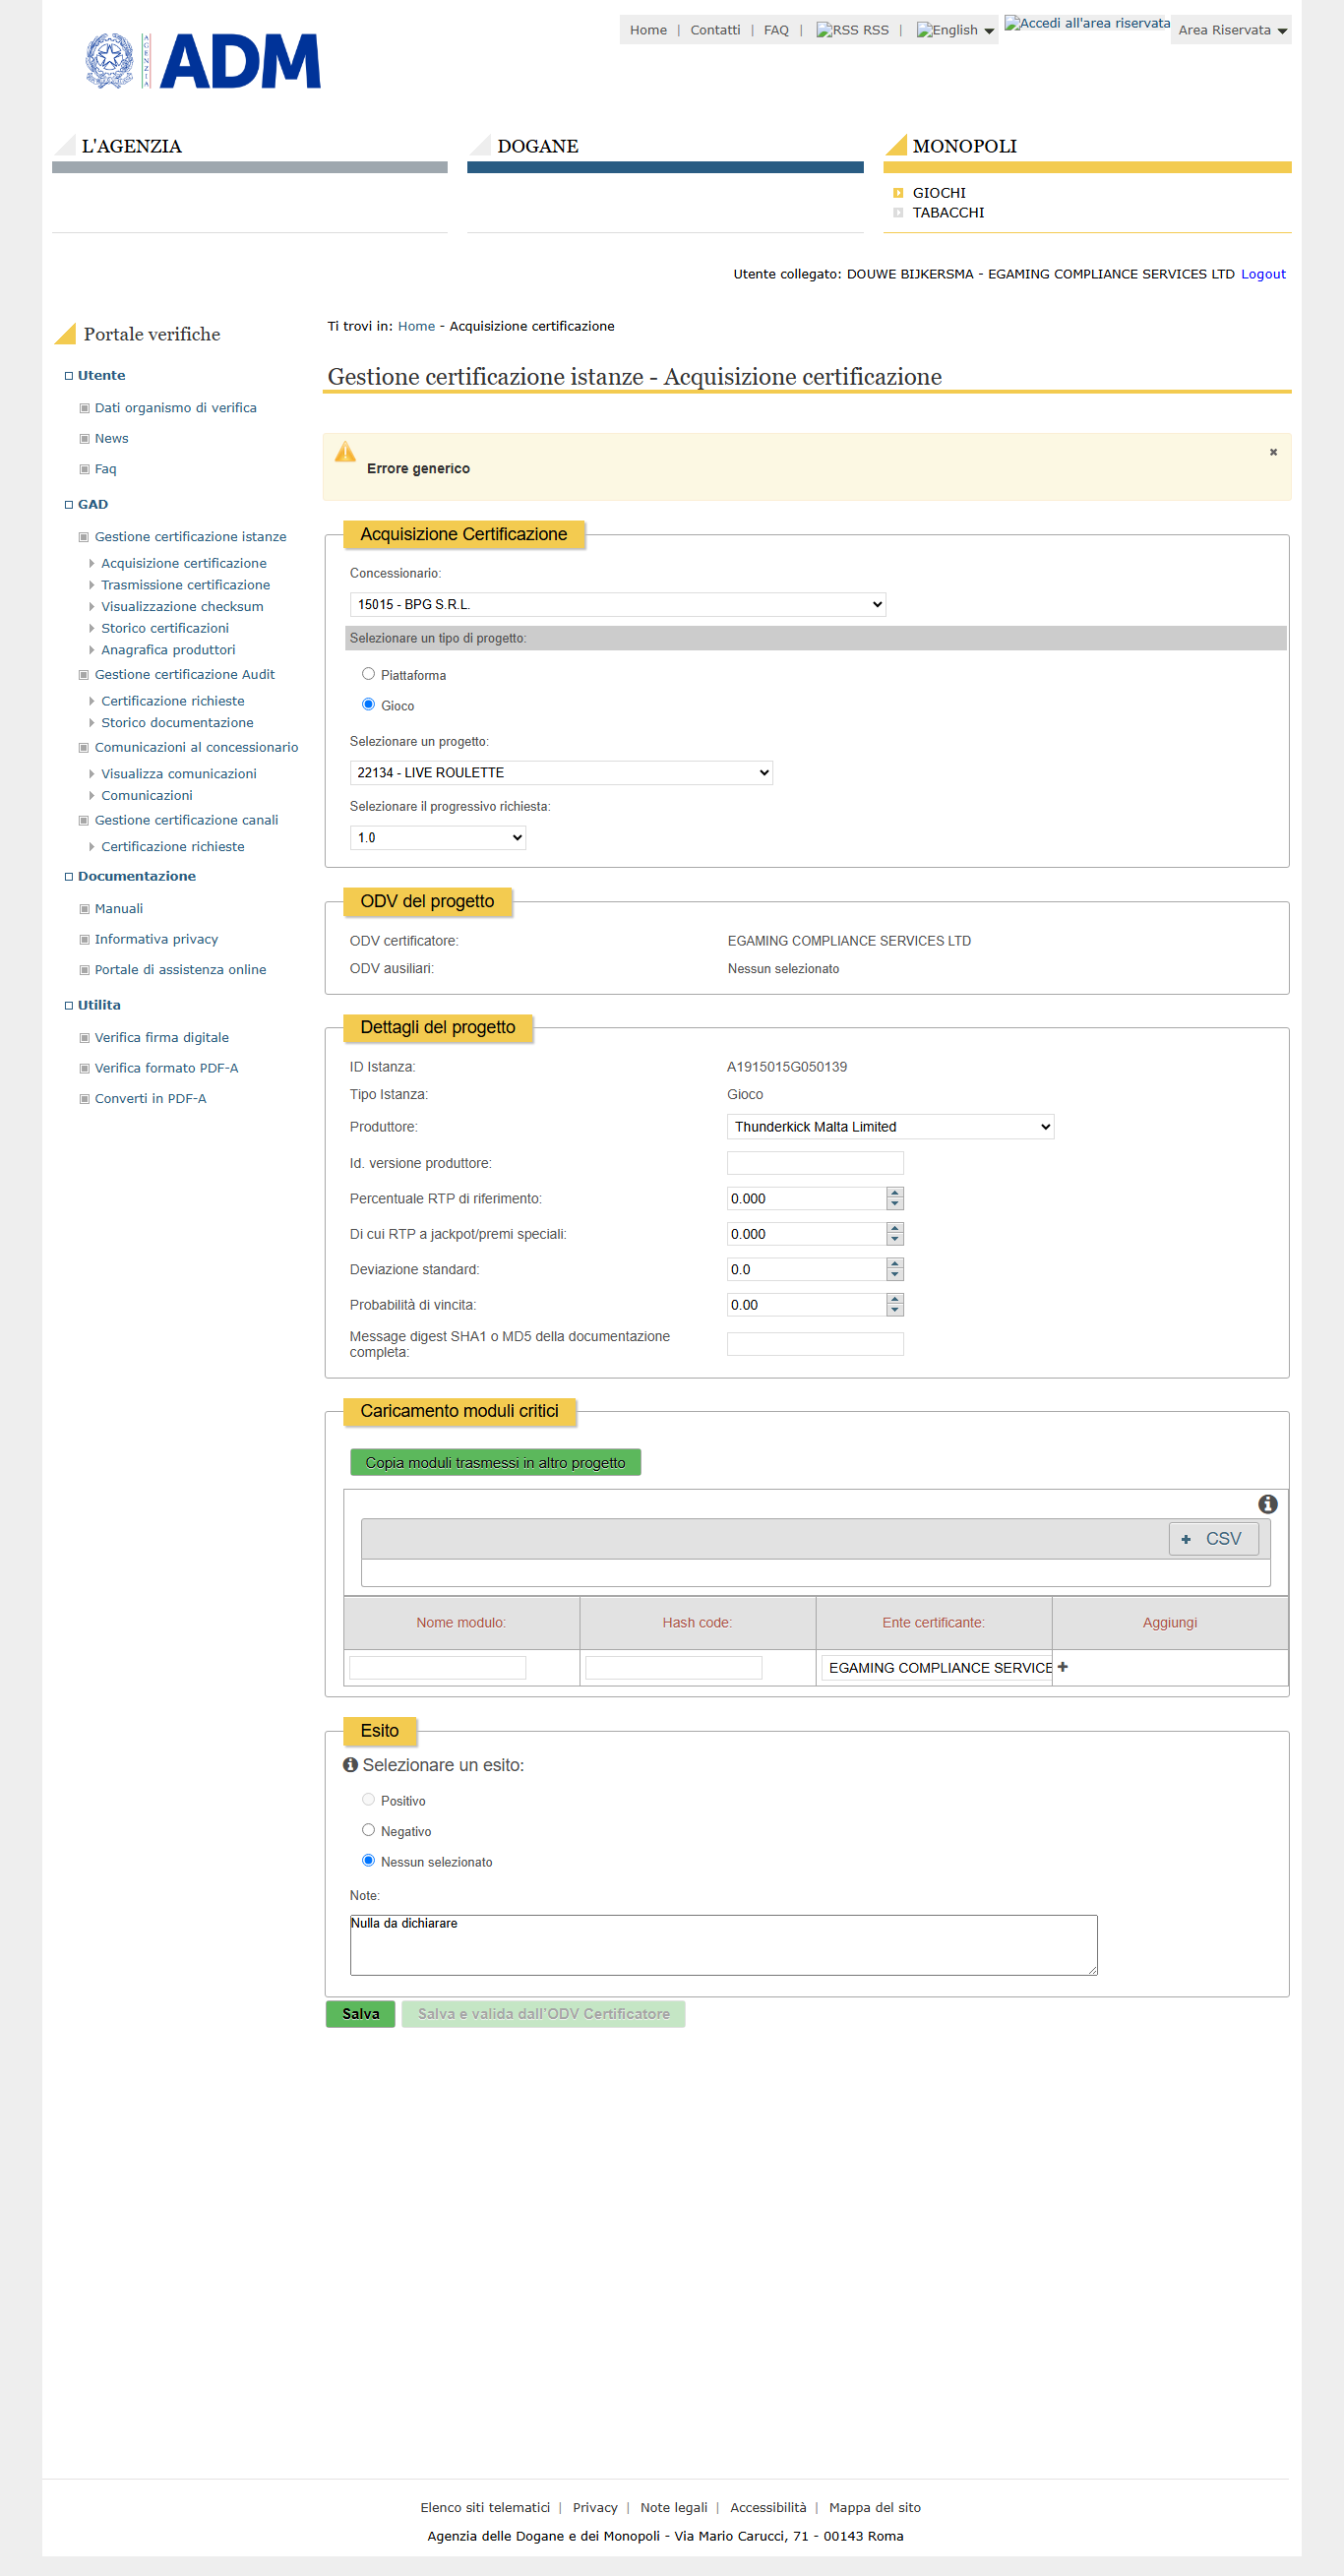 AGENZIA
ADM
Home | Contatti | FAQ | RSS RSS | English
Accedi all'area riservata
Area Riservata
L'AGENZIA
DOGANE
MONOPOLI
GIOCHI
TABACCHI
Utente collegato: DOUWE BIJKERSMA - EGAMING COMPLIANCE SERVICES LTD Logout
Portale verifiche
Utente
Dati organismo di verifica
News
Faq
GAD
Gestione certificazione istanze
Acquisizione certificazione
Trasmissione certificazione
Visualizzazione checksum
Storico certificazioni
Anagrafica produttori
Gestione certificazione Audit
Certificazione richieste
Storico documentazione
Comunicazioni al concessionario
Visualizza comunicazioni
Comunicazioni
Gestione certificazione canali
Certificazione richieste
Documentazione
Manuali
Informativa privacy
Portale di assistenza online
Utilita
Verifica firma digitale
Verifica formato PDF-A
Converti in PDF-A
Ti trovi in: Home - Acquisizione certificazione
Gestione certificazione istanze - Acquisizione certificazione
Errore generico
Acquisizione Certificazione
Concessionario:
15015 - BPG S.R.L.
Selezionare un tipo di progetto:
Piattaforma
Gioco
Selezionare un progetto:
22134 - LIVE ROULETTE
Selezionare il progressivo richiesta:
1.0
ODV del progetto
ODV certificatore: EGAMING COMPLIANCE SERVICES LTD
ODV ausiliari: Nessun selezionato
Dettagli del progetto
ID Istanza: A1915015G050139
Tipo Istanza: Gioco
Produttore: Thunderkick Malta Limited
Id. versione produttore:
Percentuale RTP di riferimento: 0.000
Di cui RTP a jackpot/premi speciali: 0.000
Deviazione standard: 0.0
Probabilità di vincita: 0.00
Message digest SHA1 o MD5 della documentazione
completa:
Caricamento moduli critici
Copia moduli trasmessi in altro progetto
CSV
Nome modulo: Hash code: Ente certificante: Aggiungi
EGAMING COMPLIANCE SERVICE
Esito
Selezionare un esito:
Positivo
Negativo
Nessun selezionato
Note:
Nulla da dichiarare
Salva Salva e valida dall'ODV Certificatore
Elenco siti telematici | Privacy | Note legali | Accessibilità | Mappa del sito
Agenzia delle Dogane e dei Monopoli - Via Mario Carucci, 71 - 00143 Roma